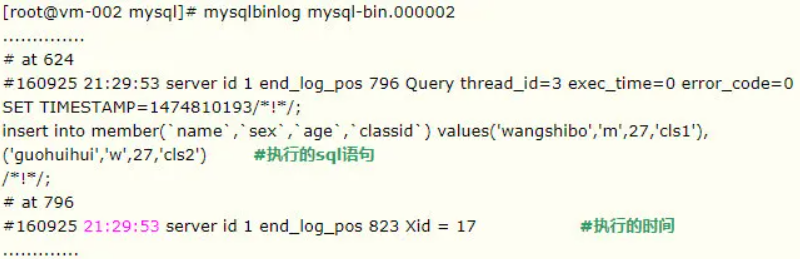 [root@vm-002 mysql]# mysqlbinlog mysql-bin.000002
..............
# at 624
#160925 21:29:53 server id 1 end_log_pos 796 Query thread_id=3 exec_time=0 error_code=0
SET TIMESTAMP=1474810193/*!*/;
insert into member(`name`,`sex`,`age`,`classid`) values('wangshibo','m',27,'cls1'),
('guohuihui','w',27,'cls2') #执行的sql语句
/*!*/;
# at 796
#160925 21:29:53 server id 1 end_log_pos 823 Xid = 17 #执行的时间
.............